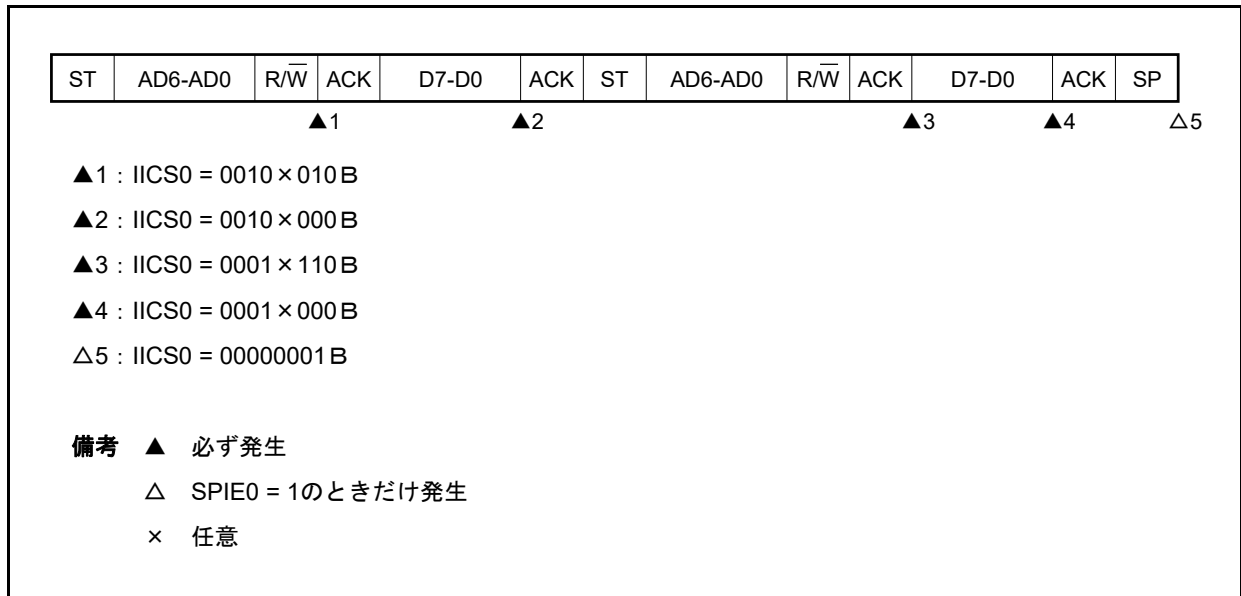 ST AD6-AD0 R/W̅ ACK D7-D0 ACK ST AD6-AD0 R/W̅ ACK D7-D0 ACK SP
▲1 ▲2 ▲3 ▲4 △5
▲1：IICS0 = 0010×010B
▲2：IICS0 = 0010×000B
▲3：IICS0 = 0001×110B
▲4：IICS0 = 0001×000B
△5：IICS0 = 00000001B
備考 ▲ 必ず発生
△ SPIE0 = 1のときだけ発生
× 任意